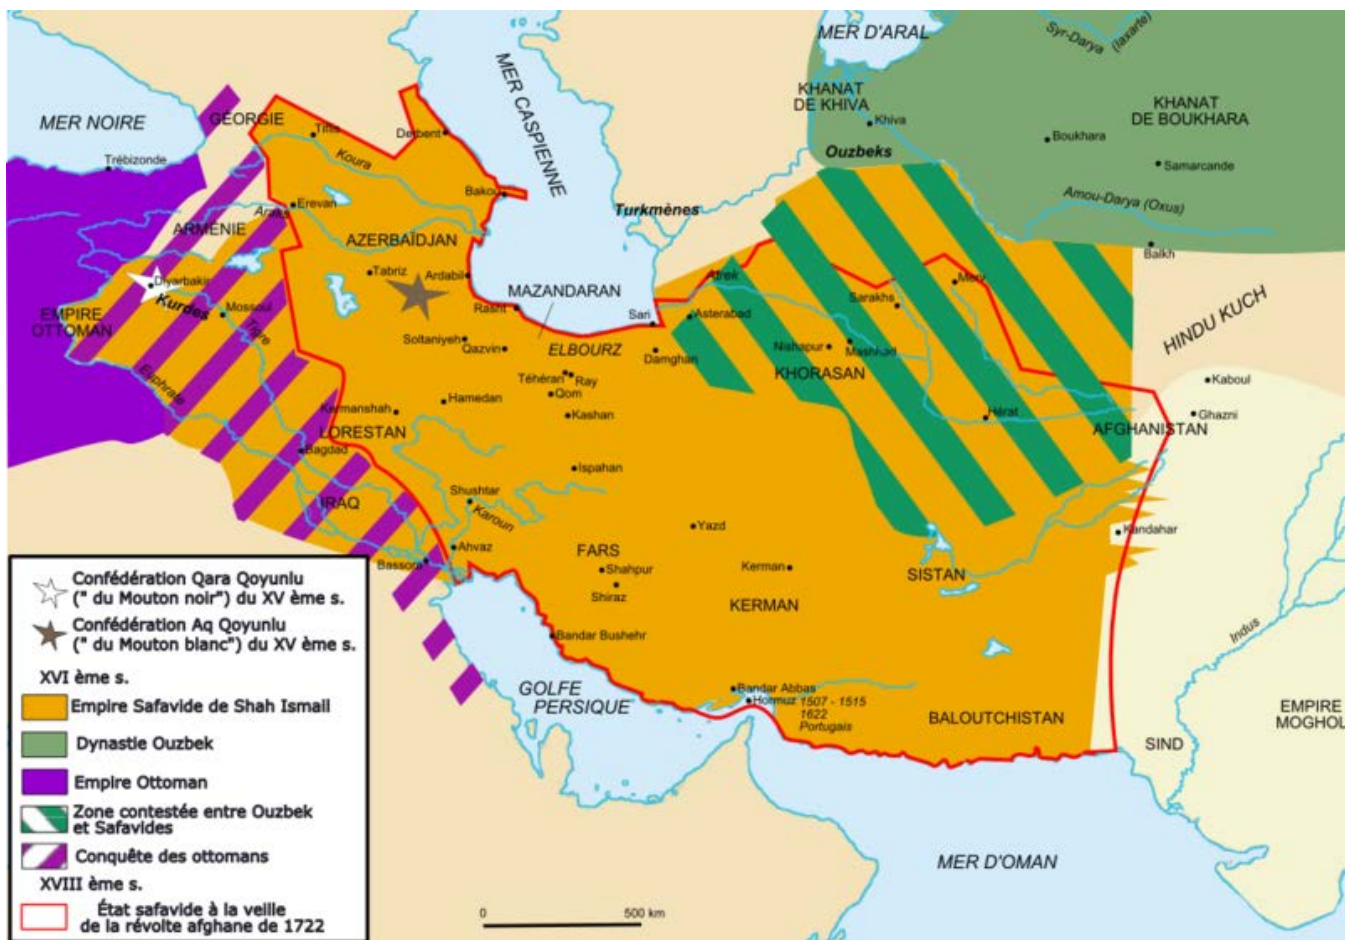 MER D'ARAL
Syr-Darya (Iaxarte)
MER NOIRE
GÉORGIE
MER CASPIENNE
KHANAT
DE KHIVA
KHANAT
DE BOUKHARA
Tiflis
Derbent
Khiva
Boukhara
Trébizonde
Koura
Ouzbeks
Samarcande
Bakou
Turkmènes
Amou-Darya (Oxus)
Erevan
Araks
ARMÉNIE
AZERBAÏDJAN
Balkh
Tabriz
Ardabil
Atrek
Merv
Diyarbakir
Kurdes
MAZANDARAN
Sarakhs
HINDU KUCH
EMPIRE
OTTOMAN
Mossoul
Tigre
Rasht
Sari
Asterabad
Soltaniyeh
Qazvin
ELBOURZ
Damghan
Nishapur
Mashhad
KHORASAN
Euphrate
Téhéran
Ray
Qom
Kaboul
Kermanshah
Hamedan
Kashan
Hérat
Ghazni
LORESTAN
AFGHANISTAN
Bagdad
Ispahan
IRAQ
Shushtar
Karoun
Yazd
Kandahar
Ahvaz
FARS
Bassora
Shahpur
Kerman
SISTAN
Shiraz
KERMAN
Bandar Bushehr
Indus
GOLFE
PERSIQUE
Bandar Abbas
Hormuz
1507 - 1515
1622
Portugais
BALOUTCHISTAN
SIND
EMPIRE
MOGHOL
MER D'OMAN
0 500 km
Confédération Qara Qoyunlu
(" du Mouton noir") du XV ème s.
Confédération Aq Qoyunlu
(" du Mouton blanc") du XV ème s.
XVI ème s.
Empire Safavide de Shah Ismail
Dynastie Ouzbek
Empire Ottoman
Zone contestée entre Ouzbek
et Safavides
Conquête des ottomans
XVIII ème s.
État safavide à la veille
de la révolte afghane de 1722